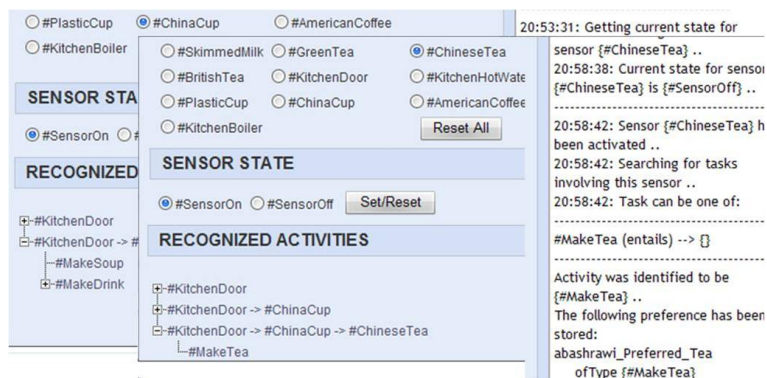 #PlasticCup #ChinaCup #AmericanCoffee
#KitchenBoiler
SENSOR STA
#SensorOn
RECOGNIZED
#KitchenDoor
#KitchenDoor -> #
#MakeSoup
#MakeDrink
#SkimmedMilk #GreenTea #ChineseTea
#BritishTea #KitchenDoor #KitchenHotWate
#PlasticCup #ChinaCup #AmericanCoffee
#KitchenBoiler Reset All
SENSOR STATE
#SensorOn #SensorOff Set/Reset
RECOGNIZED ACTIVITIES
#KitchenDoor
#KitchenDoor -> #ChinaCup
#KitchenDoor -> #ChinaCup -> #ChineseTea
#MakeTea
20:53:31: Getting current state for
sensor {#ChineseTea} ..
20:58:38: Current state for sensor
{#ChineseTea} is {#SensorOff} ..
20:58:42: Sensor {#ChineseTea} h
been activated ..
20:58:42: Searching for tasks
involving this sensor ..
20:58:42: Task can be one of:
#MakeTea (entails) --> {}
Activity was identified to be
{#MakeTea} ..
The following preference has been
stored:
abashrawi_Preferred_Tea
ofType {#MakeTea}